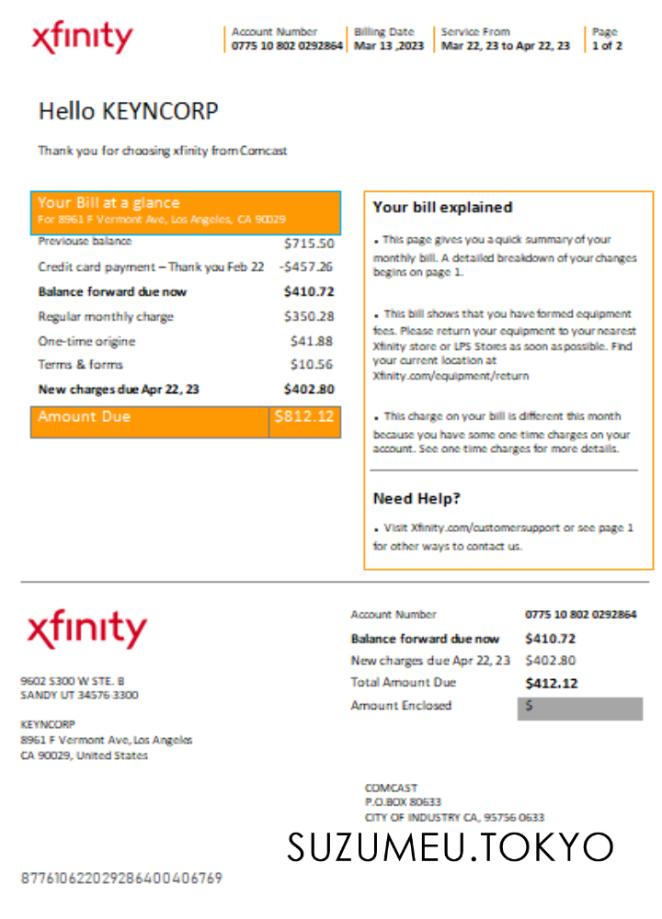 xfinity
Account Number
0775 10 802 0292864
Billing Date
Mar 13 ,2023
Service From
Mar 22, 23 to Apr 22, 23
Page
1 of 2
Hello KEYNCORP
Thank you for choosing xfinity from Comcast
Your Bill at a glance
For 8961 F Vermont Ave, Los Angeles, CA 90029
Previouse balance $715.50
Credit card payment – Thank you Feb 22 -$457.26
Balance forward due now $410.72
Regular monthly charge $350.28
One-time origine $41.88
Terms & forms $10.56
New charges due Apr 22, 23 $402.80
Amount Due $812.12
Your bill explained
• This page gives you a quick summary of your
monthly bill. A detailed breakdown of your changes
begins on page 1.
• This bill shows that you have formed equipment
fees. Please return your equipment to your nearest
Xfinity store or LPS Stores as soon as possible. Find
your current location at
Xfinity.com/equipment/return
• This charge on your bill is different this month
because you have some one time charges on your
account. See one time charges for more details.
Need Help?
• Visit Xfinity.com/customersupport or see page 1
for other ways to contact us.
xfinity
9602 S300 W STE. B
SANDY UT 34576 3300
KEYNCORP
8961 F Vermont Ave, Los Angeles
CA 90029, United States
Account Number 0775 10 802 0292864
Balance forward due now $410.72
New charges due Apr 22, 23 $402.80
Total Amount Due $412.12
Amount Enclosed $
COMCAST
P.O.BOX 80633
CITY OF INDUSTRY CA, 95756 0633
SUZUMEU.TOKYO
8776106220292864004067​69